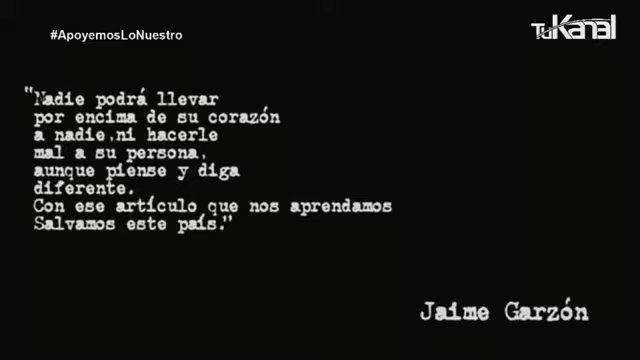 #ApoyemosLoNuestro
TuKanal
"Nadie podrá llevar
por encima de su corazón
a nadie,ni hacerle
mal a su persona,
aunque piense y diga
diferente.
Con ese artículo que nos aprendamos
Salvamos este país."
Jaime Garzón